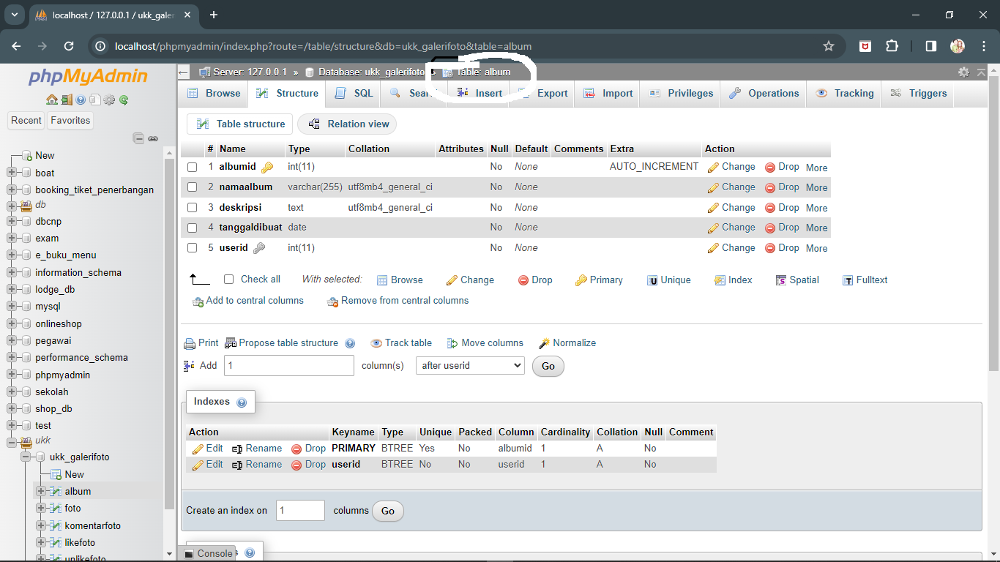 localhost / 127.0.0.1 / ukk_galer
localhost/phpmyadmin/index.php?route=/table/structure&db=ukk_galerifoto&table=album
phpMyAdmin
Recent Favorites
New
boat
booking_tiket_penerbangan
db
dbcnp
exam
e_buku_menu
information_schema
lodge_db
mysql
onlineshop
pegawai
performance_schema
phpmyadmin
sekolah
shop_db
test
ukk
ukk_galerifoto
New
album
foto
komentarfoto
likefoto
unlikefoto
Server: 127.0.0.1 » Database: ukk_galerifoto » Table: album
Browse Structure SQL Search Insert Export Import Privileges Operations Tracking Triggers
Table structure Relation view
# Name Type Collation Attributes Null Default Comments Extra Action
1 albumid int(11) No None AUTO_INCREMENT Change Drop More
2 namaalbum varchar(255) utf8mb4_general_ci No None Change Drop More
3 deskripsi text utf8mb4_general_ci No None Change Drop More
4 tanggaldibuat date No None Change Drop More
5 userid int(11) No None Change Drop More
Check all With selected: Browse Change Drop Primary Unique Index Spatial Fulltext
Add to central columns Remove from central columns
Print Propose table structure Track table Move columns Normalize
Add 1 column(s) after userid Go
Indexes
Action Keyname Type Unique Packed Column Cardinality Collation Null Comment
Edit Rename Drop PRIMARY BTREE Yes No albumid 1 A No
Edit Rename Drop userid BTREE No No userid 1 A No
Create an index on 1 columns Go
Console